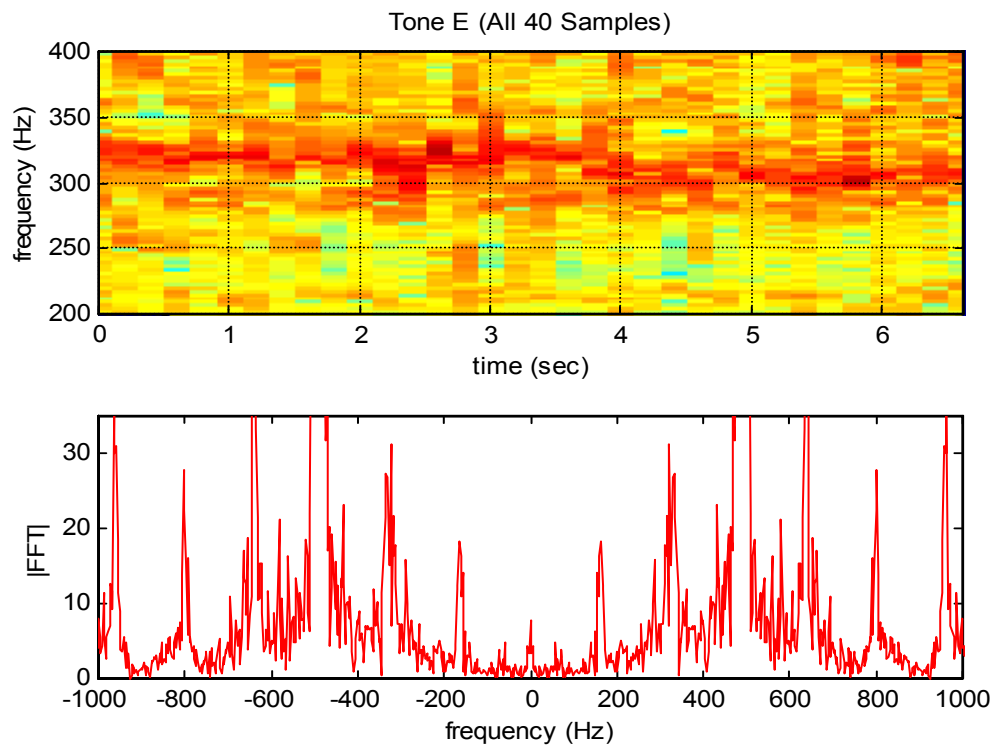 Tone E (All 40 Samples)
frequency (Hz)
400
350
300
250
200
0 1 2 3 4 5 6
time (sec)
|FFT|
30
20
10
0
-1000 -800 -600 -400 -200 0 200 400 600 800 1000
frequency (Hz)